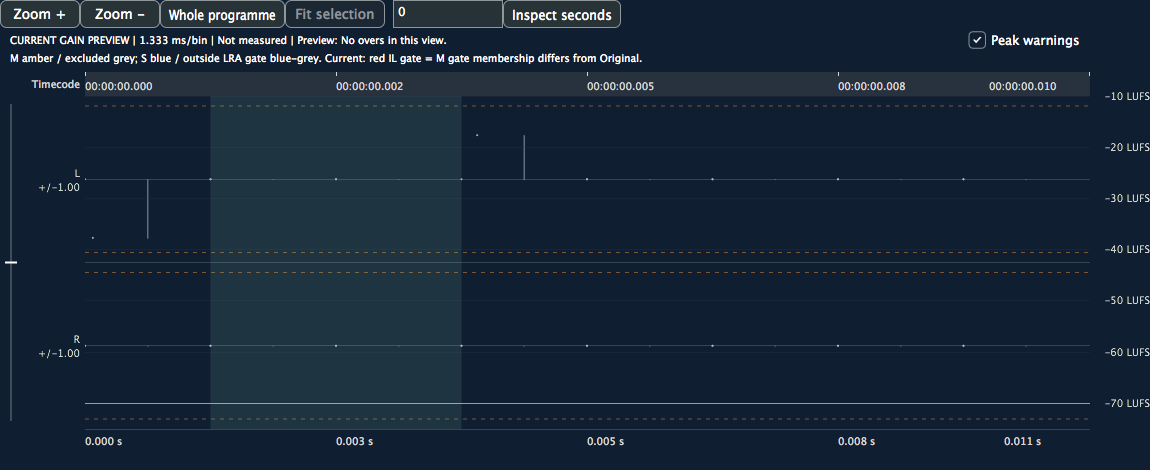 Zoom + Zoom – Whole programme Fit selection 0 Inspect seconds
CURRENT GAIN PREVIEW | 1.333 ms/bin | Not measured | Preview: No overs in this view.
Peak warnings
M amber / excluded grey; S blue / outside LRA gate blue-grey. Current: red IL gate = M gate membership differs from Original.
Timecode 00:00:00.000 00:00:00.002 00:00:00.005 00:00:00.008 00:00:00.010
-10 LUFS
-20 LUFS
L
+/-1.00
-30 LUFS
-40 LUFS
-50 LUFS
R
+/-1.00
-60 LUFS
-70 LUFS
0.000 s 0.003 s 0.005 s 0.008 s 0.011 s